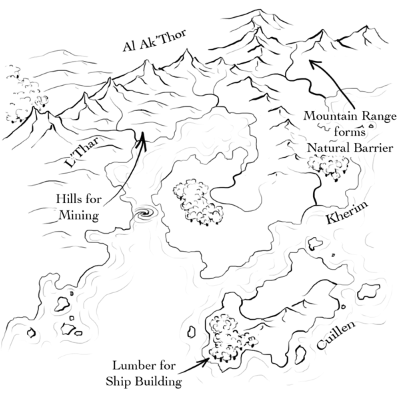 Al Ak'Thor
Mountain Range
forms
Natural Barrier
L'Thar
Hills for
Mining
Kherim
Cuillen
Lumber for
Ship Building